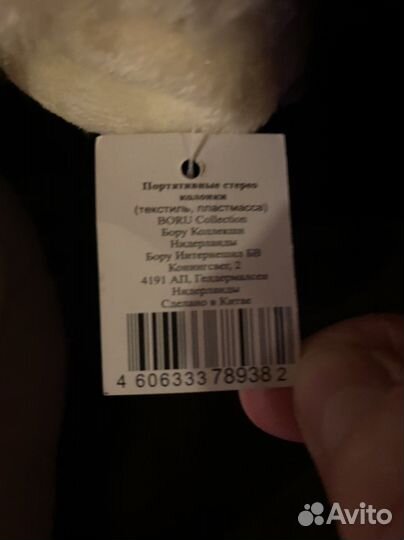 Портативные стерео
колонки
(текстиль, пластмасса)
BORU Collection
Бору Коллекшн
Нидерланды
Бору Интернешнл БВ
Конингсвег, 2
4191 АП, Гелдермалсен
Нидерланды
Сделано в Китае
4 606333 789382
Avito